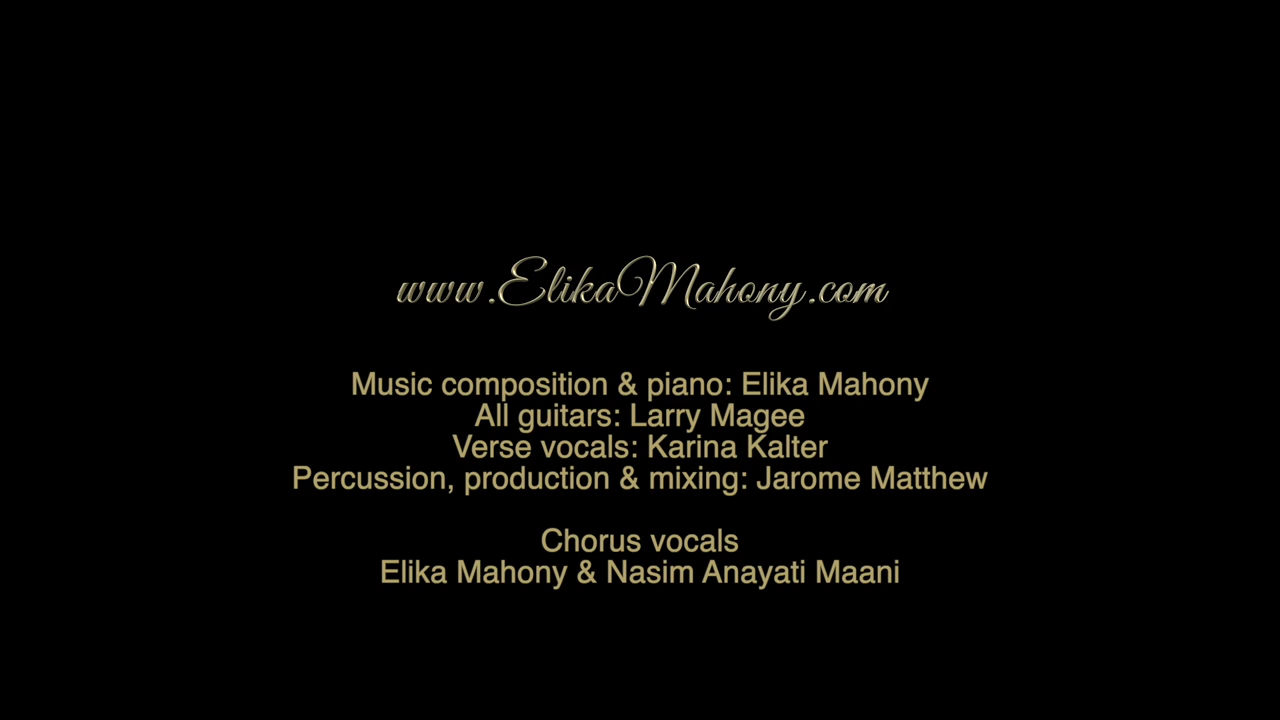 www.ElikaMahony.com
Music composition & piano: Elika Mahony
All guitars: Larry Magee
Verse vocals: Karina Kalter
Percussion, production & mixing: Jarome Matthew
Chorus vocals
Elika Mahony & Nasim Anayati Maani